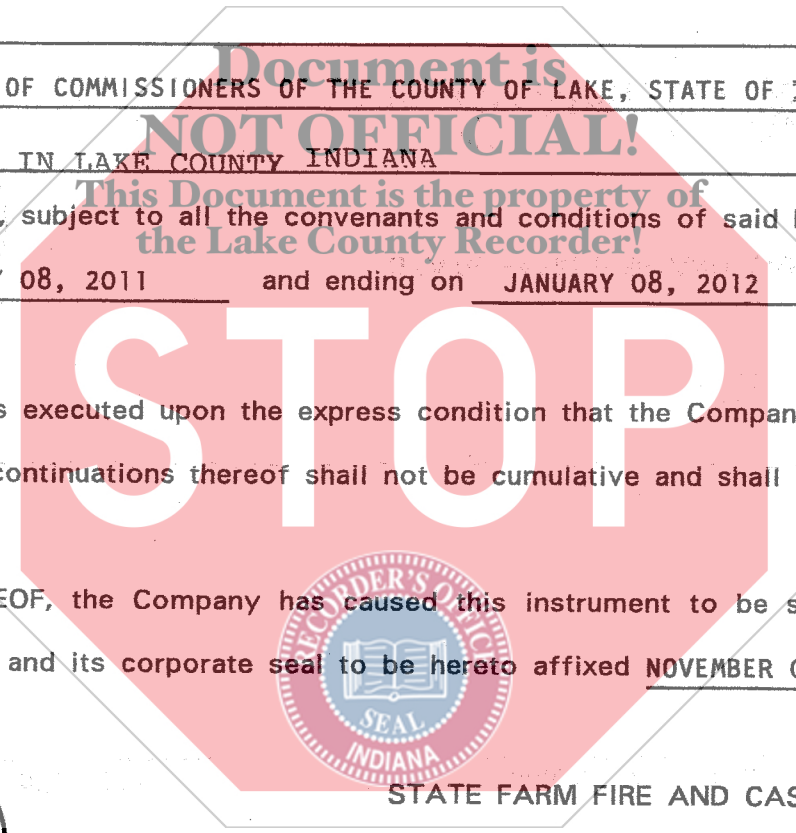 Document is
OF COMMISSIONERS OF THE COUNTY OF LAKE, STATE OF
NOT OFFICIAL!
IN LAKE COUNTY INDIANA
This Document is the property of
, subject to all the convenants and conditions of said
the Lake County Recorder!
08, 2011 and ending on JANUARY 08, 2012
STOP
s executed upon the express condition that the Compan
continuations thereof shall not be cumulative and shall
RECORDER'S OFFICE
EOF, the Company has caused this instrument to be s
and its corporate seal to be hereto affixed NOVEMBER
SEAL
INDIANA
STATE FARM FIRE AND CAS